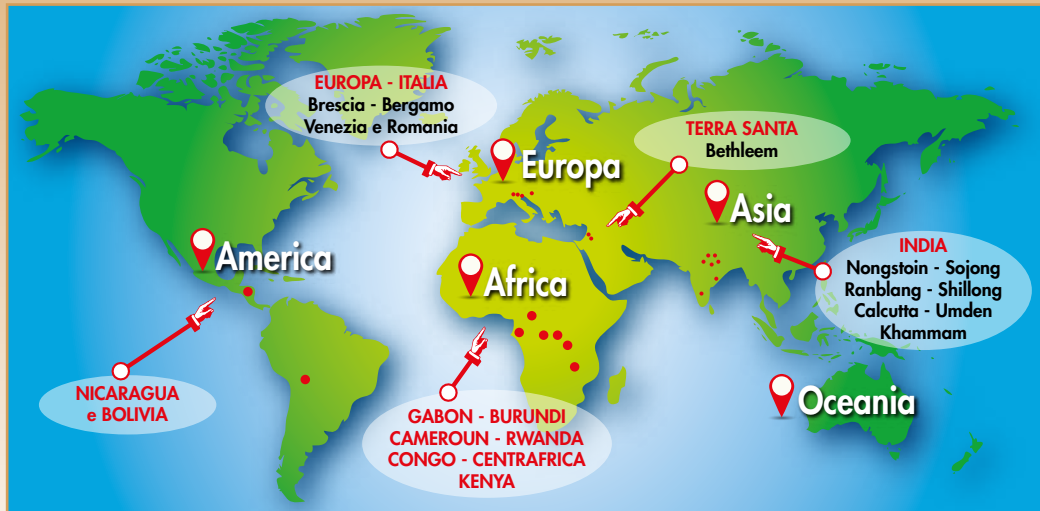 EUROPA - ITALIA
Brescia - Bergamo
Venezia e Romania
TERRA SANTA
Bethleem
Europa
Asia
America
Africa
INDIA
Nongstoin - Sojong
Ranblang - Shillong
Calcutta - Umden
Khammam
NICARAGUA
e BOLIVIA
GABON - BURUNDI
CAMEROUN - RWANDA
CONGO - CENTRAFRICA
KENYA
Oceania